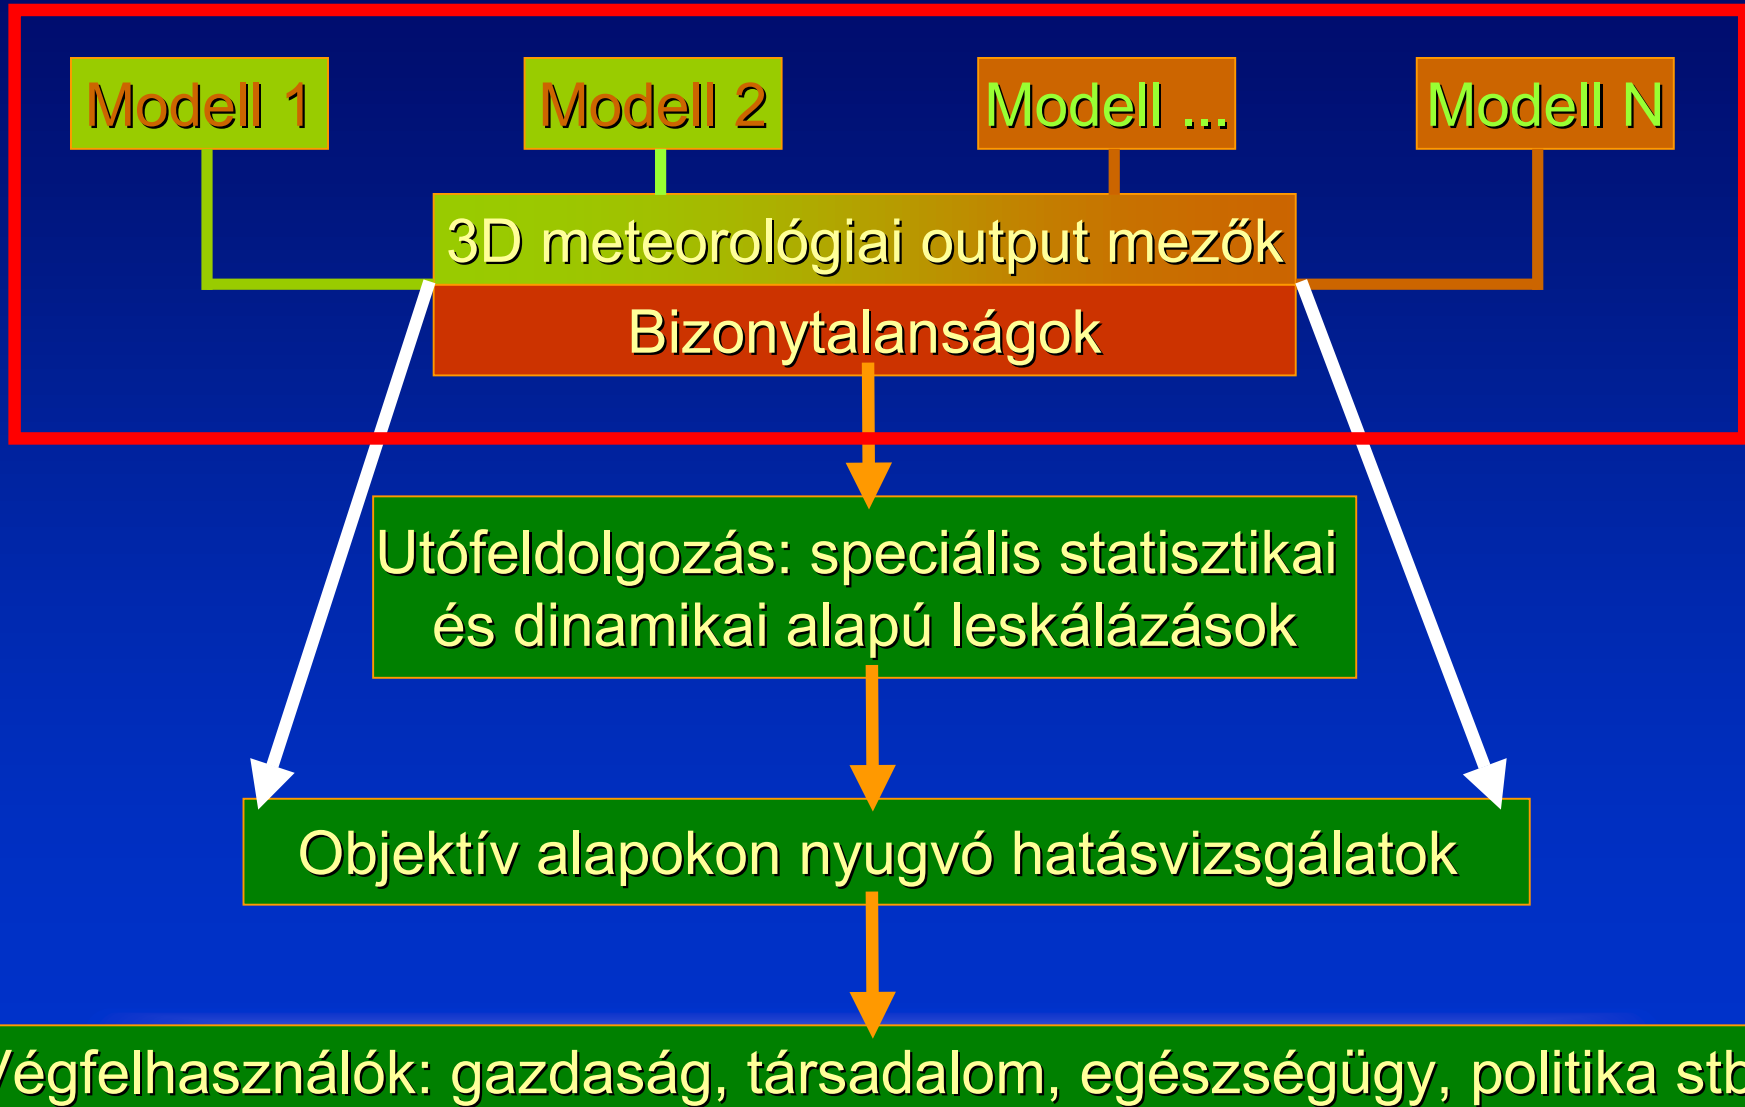 Modell 1 Modell 2 Modell ... Modell N
3D meteorológiai output mezők
Bizonytalanságok
Utófeldolgozás: speciális statisztikai
és dinamikai alapú leskálázások
Objektív alapokon nyugvó hatásvizsgálatok
Végfelhasználók: gazdaság, társadalom, egészségügy, politika stb